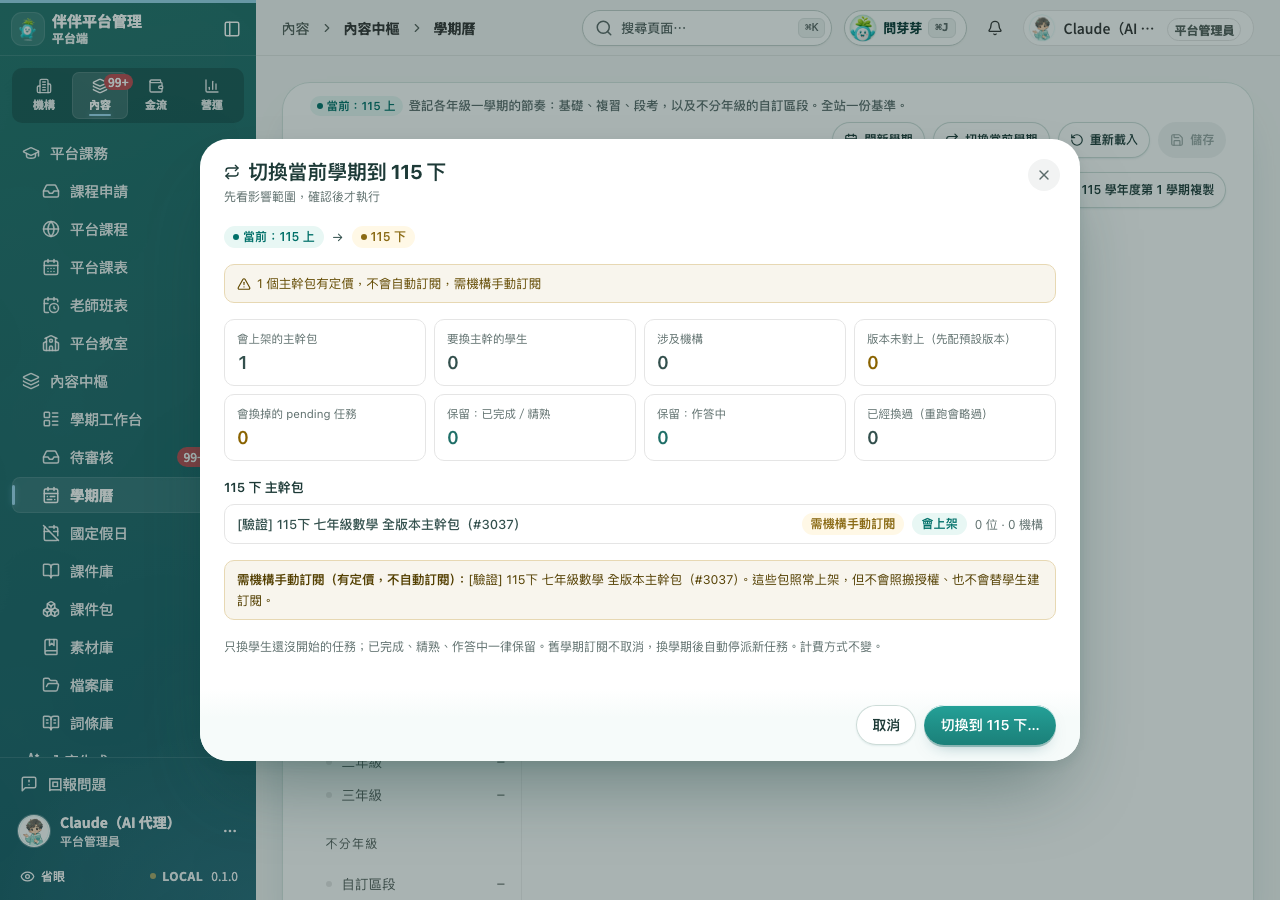 伴伴平台管理
平台端
機構
99+
內容
金流
營運
平台課務
課程申請
平台課程
平台課表
老師班表
平台教室
內容中樞
學期工作台
待審核
99+
學期曆
國定假日
課件庫
課件包
素材庫
檔案庫
詞條庫
回報問題
Claude（AI 代理）
平台管理員
省眼
LOCAL 0.1.0
內容 > 內容中樞 > 學期曆
搜尋頁面… ⌘K
問芽芽 ⌘J
Claude（AI ⋯ 平台管理員
當前：115 上 登記各年級一學期的節奏：基礎、複習、段考，以及不分年級的自訂區段。全站一份基準。
開新學期 切換當前學期 重新載入 儲存
115 學年度第 1 學期複製
切換當前學期到 115 下
先看影響範圍，確認後才執行
當前：115 上 → 115 下
1 個主幹包有定價，不會自動訂閱，需機構手動訂閱
會上架的主幹包
1
要換主幹的學生
0
涉及機構
0
版本未對上（先配預設版本）
0
會換掉的 pending 任務
0
保留：已完成 / 精熟
0
保留：作答中
0
已經換過（重跑會略過）
0
115 下 主幹包
[驗證] 115下 七年級數學 全版本主幹包（#3037） 需機構手動訂閱 會上架 0 位 · 0 機構
需機構手動訂閱（有定價，不自動訂閱）：[驗證] 115下 七年級數學 全版本主幹包（#3037）。這些包照常上架，但不會照搬授權、也不會替學生建
訂閱。
只換學生還沒開始的任務；已完成、精熟、作答中一律保留。舊學期訂閱不取消，換學期後自動停派新任務。計費方式不變。
取消
切換到 115 下…
二年級 –
三年級 –
不分年級
自訂區段 –